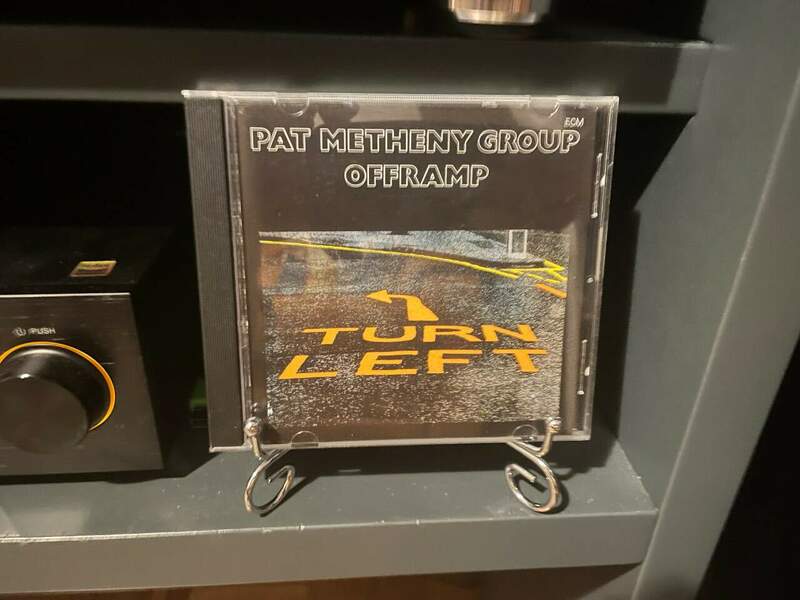 ECM
PAT METHENY GROUP
OFFRAMP
TURN
LEFT
PUSH